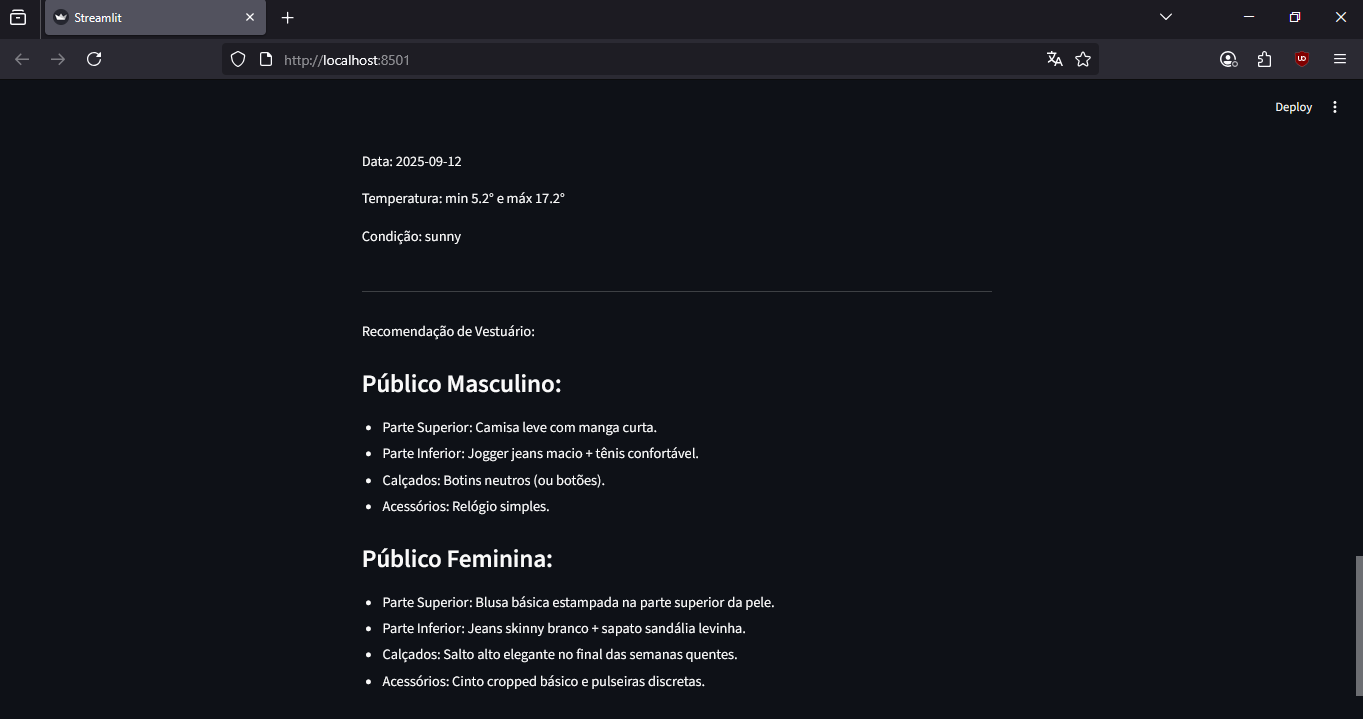 Streamlit
http://localhost:8501
Deploy
Data: 2025-09-12
Temperatura: min 5.2° e máx 17.2°
Condição: sunny
Recomendação de Vestuário:
Público Masculino:
Parte Superior: Camisa leve com manga curta.
Parte Inferior: Jogger jeans macio + tênis confortável.
Calçados: Botins neutros (ou botões).
Acessórios: Relógio simples.
Público Feminina:
Parte Superior: Blusa básica estampada na parte superior da pele.
Parte Inferior: Jeans skinny branco + sapato sandália levinha.
Calçados: Salto alto elegante no final das semanas quentes.
Acessórios: Cinto cropped básico e pulseiras discretas.